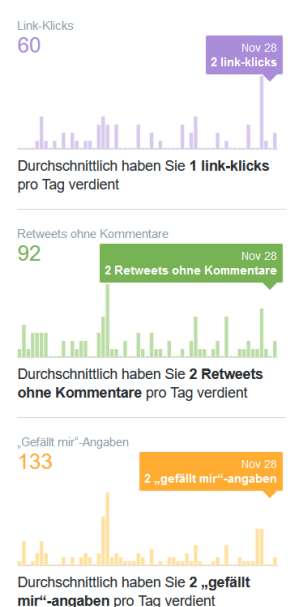 Link-Klicks
60
Nov 28
2 link-klicks
Durchschnittlich haben Sie 1 link-klicks
pro Tag verdient
Retweets ohne Kommentare
92
Nov 28
2 Retweets ohne Kommentare
Durchschnittlich haben Sie 2 Retweets
ohne Kommentare pro Tag verdient
„Gefällt mir“-Angaben
133
Nov 28
2 „gefällt mir“-angaben
Durchschnittlich haben Sie 2 „gefällt
mir“-angaben pro Tag verdient